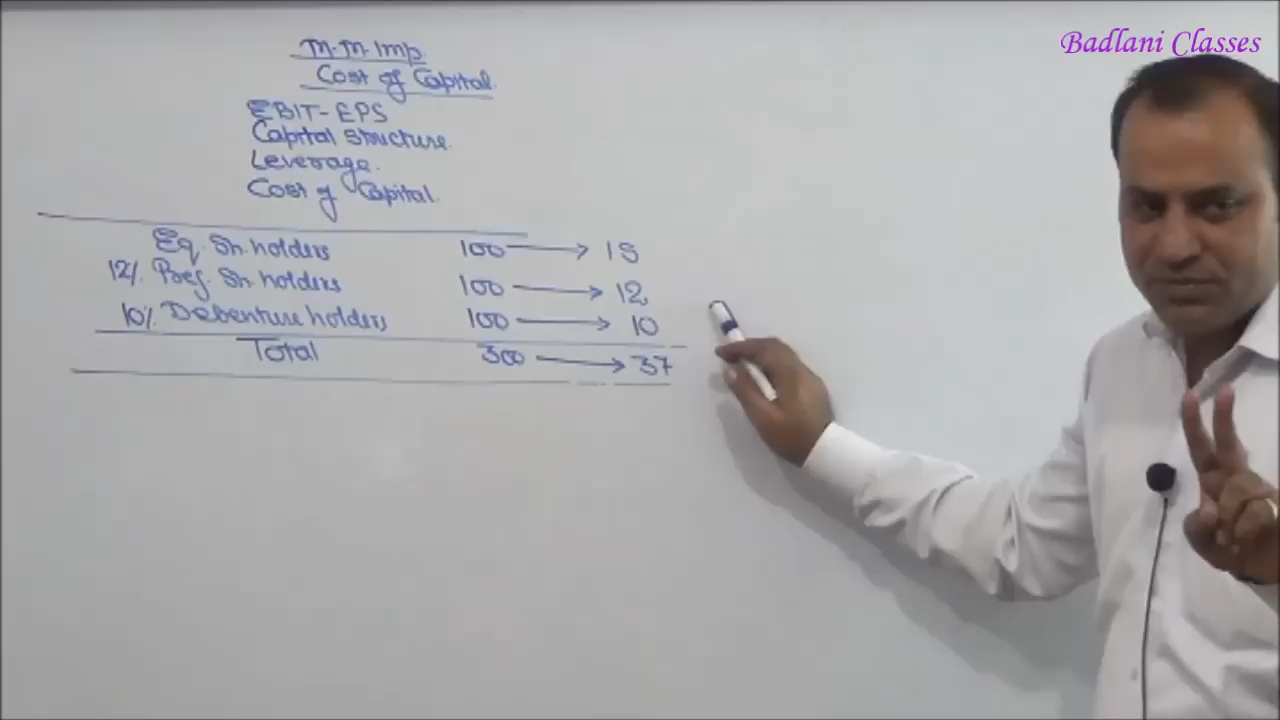 Badlani Classes
M.M.Imp.
Cost of Capital
EBIT-EPS
Capital structure.
Leverage.
Cost of Capital.
Eq. Sh. holders 100 → 15
12% Pref. Sh. holders 100 → 12
10% Debenture holders 100 → 10
Total 300 → 37